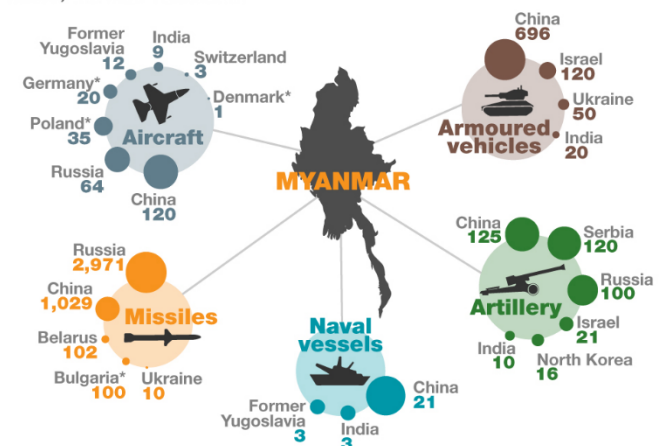 Former
Yugoslavia
12
India
9
Switzerland
3
Germany*
20
Denmark*
1
Poland*
35
Aircraft
Russia
64
China
120
China
696
Israel
120
Ukraine
50
Armoured
vehicles
India
20
MYANMAR
Russia
2,971
China
1,029
Missiles
Belarus
102
Bulgaria*
100
Ukraine
10
Naval
vessels
China
21
Former
Yugoslavia
3
India
3
China
125
Serbia
120
Russia
100
Artillery
Israel
21
India
10
North Korea
16